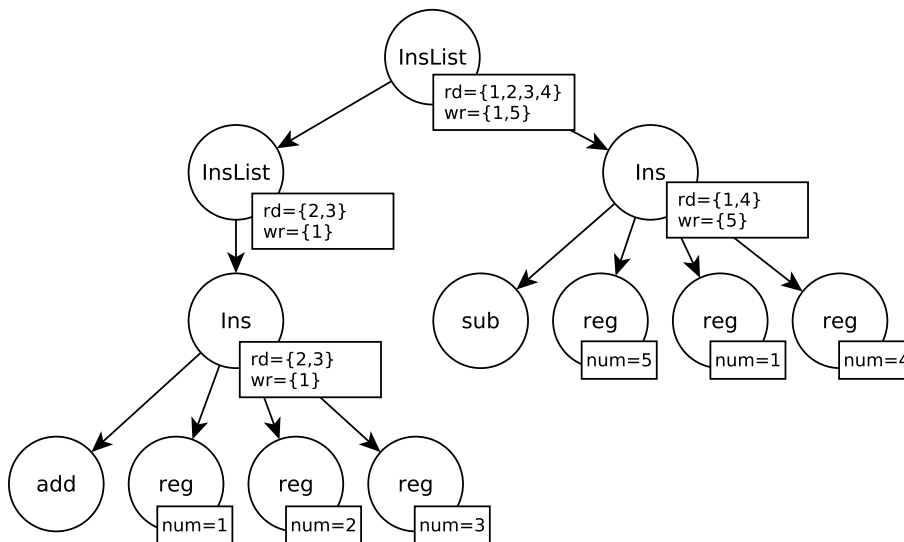 InsList
rd={1,2,3,4}
wr={1,5}
InsList
rd={2,3}
wr={1}
Ins
rd={1,4}
wr={5}
Ins
rd={2,3}
wr={1}
sub
reg
num=5
reg
num=1
reg
num=4
add
reg
num=1
reg
num=2
reg
num=3